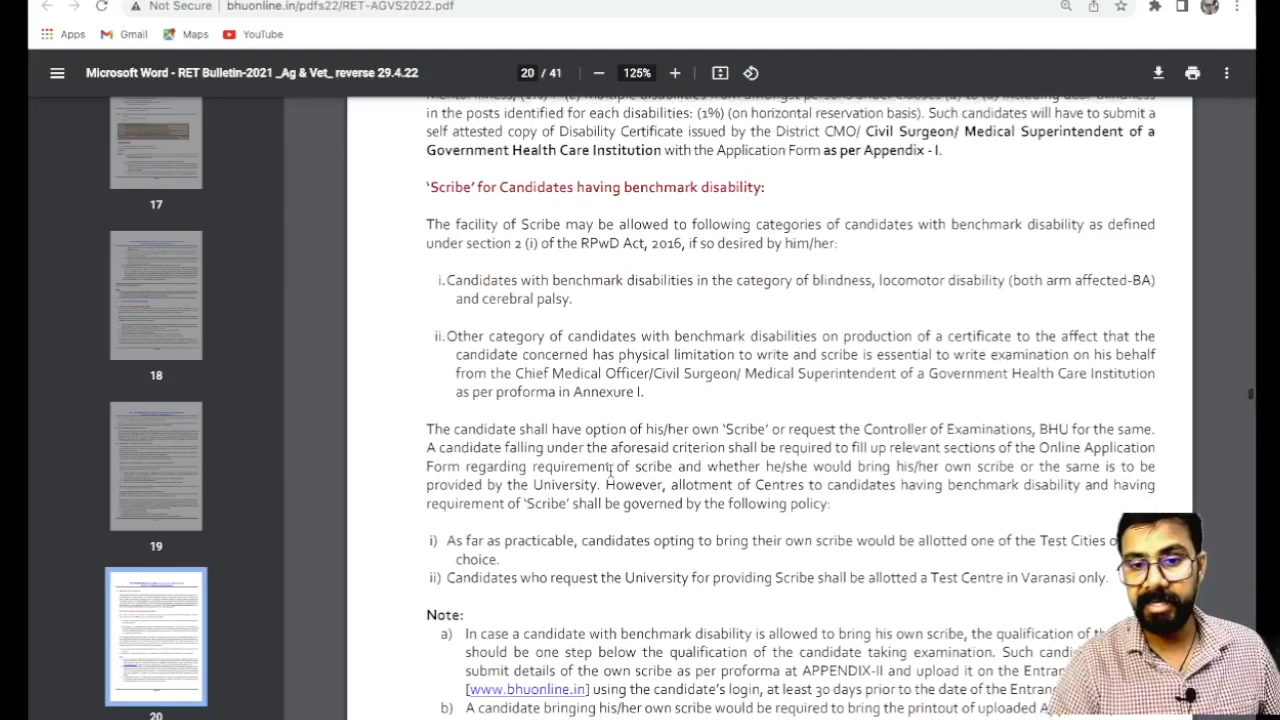 Not Secure | bhuonline.in/pdfs22/RET-AGVS2022.pdf
Apps Gmail Maps YouTube
Microsoft Word - RET Bulletin-2021 _Ag & Vet_ reverse 29.4.22 20 / 41 125%
17
18
19
20
in the posts identified for each disabilities: (1%) (on horizontal reservation basis). Such candidates will have to submit a
self attested copy of Disability Certificate issued by the District CMO/ Civil Surgeon/ Medical Superintendent of a
Government Health Care Institution with the Application Form as per Appendix - I.
'Scribe' for Candidates having benchmark disability:
The facility of Scribe may be allowed to following categories of candidates with benchmark disability as defined
under section 2 (i) of the RPwD Act, 2016, if so desired by him/her:
i. Candidates with benchmark disabilities in the category of blindness, locomotor disability (both arm affected-BA)
and cerebral palsy.
ii. Other category of candidates with benchmark disabilities on production of a certificate to the affect that the
candidate concerned has physical limitation to write and scribe is essential to write examination on his behalf
from the Chief Medical Officer/Civil Surgeon/ Medical Superintendent of a Government Health Care Institution
as per proforma in Annexure I.
The candidate shall have option of his/her own 'Scribe' or request the Controller of Examinations, BHU for the same.
A candidate falling under the aforesaid criterion shall be required to fill up relevant sections of the Online Application
Form regarding requirement of scribe and whether he/she would bring his/her own scribe or the same is to be
provided by the University. However, allotment of Centres to candidates having benchmark disability and having
requirement of 'Scribe' shall be governed by the following policy:
i) As far as practicable, candidates opting to bring their own scribe would be allotted one of the Test Cities
choice.
ii) Candidates who request University for providing Scribe shall be allotted a Test Centre in Varanasi only.
Note:
a) In case a candidate with benchmark disability is allowed to bring his own scribe, the qualification
should be one step below the qualification of the candidate taking examination. Such
submit details of the own scribe as per proforma at APPENDIX-I and upload it on the
[www.bhuonline.in] using the candidate's login, at least 30 days prior to the date of the
b) A candidate bringing his/her own scribe would be required to bring the printout of uploaded